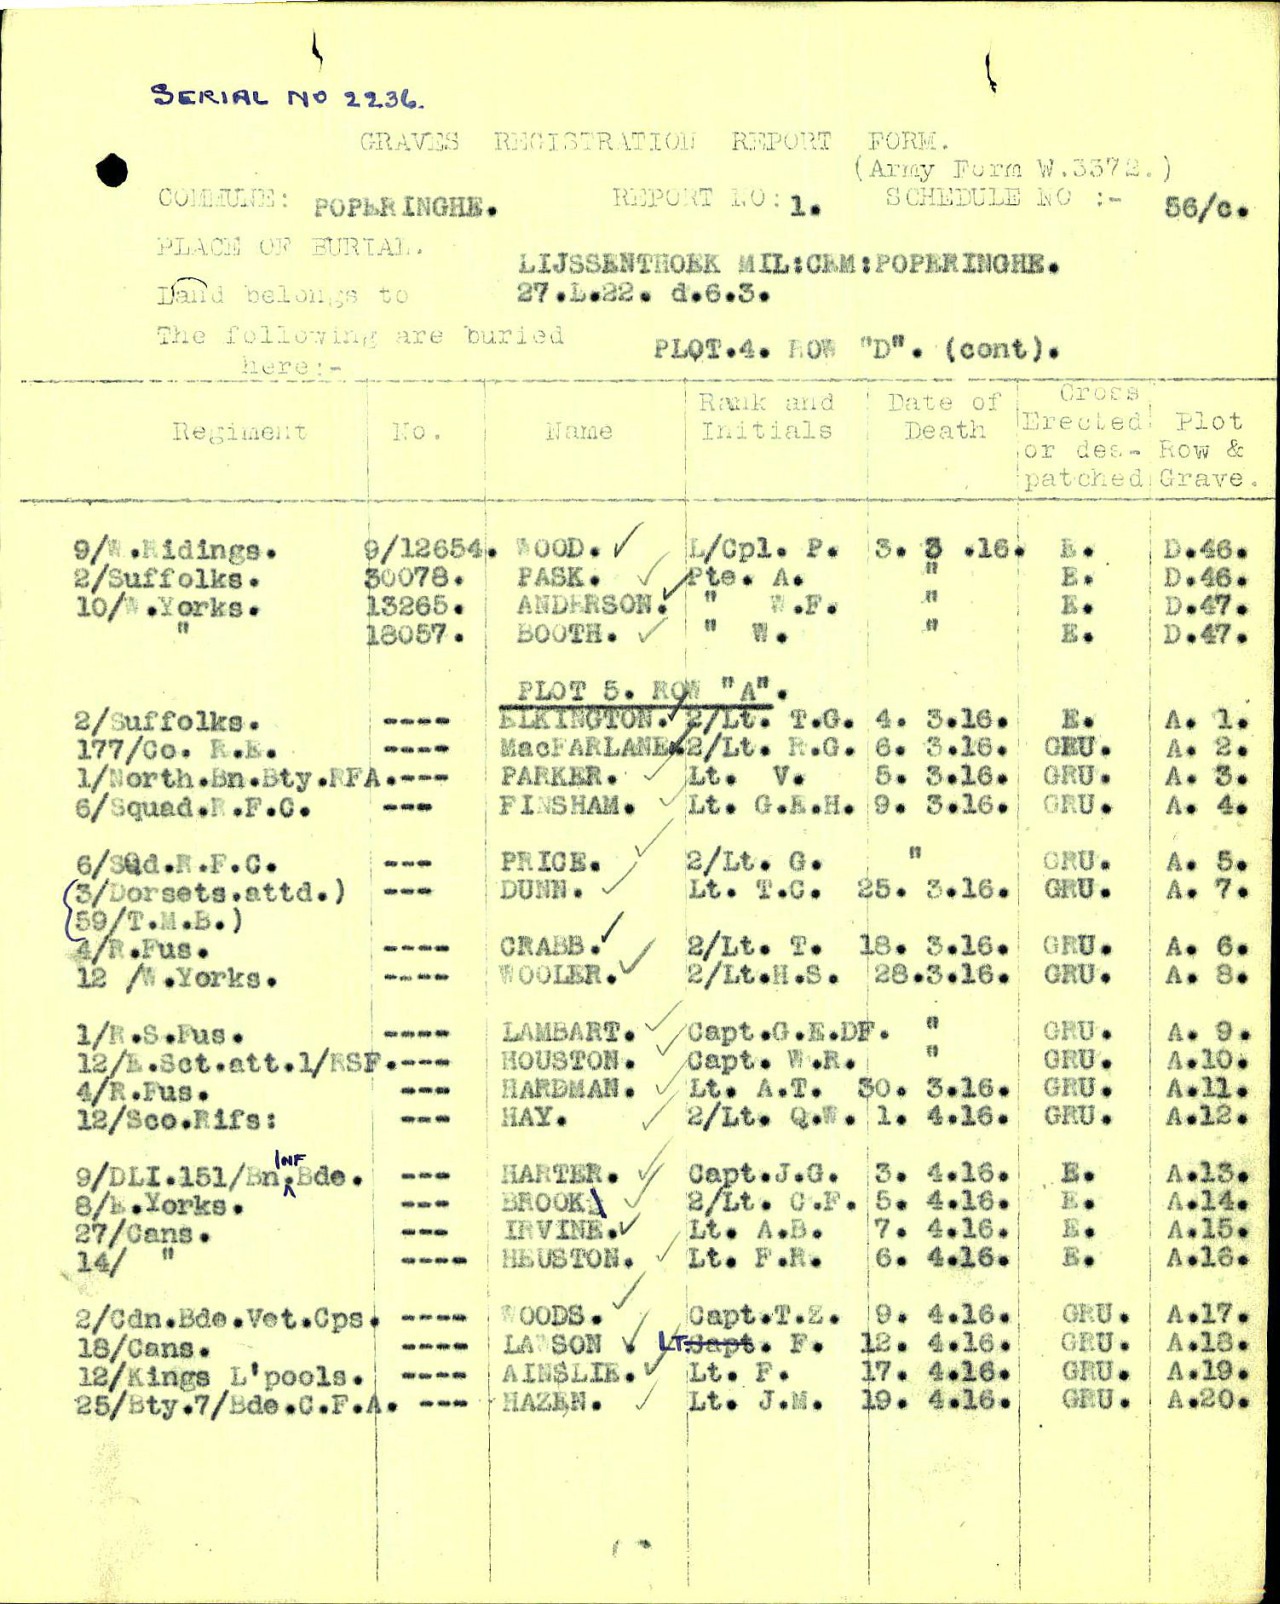 SERIAL NO 2236.
GRAVES REGISTRATION REPORT FORM.
(Army Form W.3372.)
COMMUNE: POPERINGHE. REPORT NO: 1. SCHEDULE NO :- 56/c.
PLACE OF BURIAL.
LIJSSENTHOEK MIL:CEM:POPERINGHE.
Land belongs to 27.L.22. d.6.3.
The following are buried
here:- PLOT.4. ROW "D". (cont).
Regiment No. Name Rank and Initials Date of Death Cross Erected or des-patched Plot Row & Grave.
9/W.Ridings. 9/12654. WOOD. L/Cpl. P. 3. 3 .16. E. D.46.
2/Suffolks. 30078. PASK. Pte. A. " E. D.46.
10/W.Yorks. 13265. ANDERSON. " W.F. " E. D.47.
" 18057. BOOTH. " W. " E. D.47.
PLOT 5. ROW "A".
2/Suffolks. ---- ELKINGTON. 2/Lt. T.G. 4. 3.16. E. A. 1.
177/Co. R.E. ---- MacFARLANE. 2/Lt. R.G. 6. 3.16. GRU. A. 2.
1/North.Bn.Bty.RFA. --- PARKER. Lt. V. 5. 3.16. GRU. A. 3.
6/Squad.R.F.C. --- FINSHAM. Lt. G.E.H. 9. 3.16. GRU. A. 4.
6/Sqd.R.F.C. --- PRICE. 2/Lt. G. " GRU. A. 5.
(3/Dorsets.attd.) --- DUNN. Lt. T.C. 25. 3.16. GRU. A. 7.
59/T.M.B.)
4/R.Fus. ---- CRABB. 2/Lt. T. 18. 3.16. GRU. A. 6.
12 /W.Yorks. ---- WOOLER. 2/Lt.H.S. 28.3.16. GRU. A. 8.
1/R.S.Fus. ---- LAMBART. Capt.G.E.DF. " GRU. A. 9.
12/E.Sct.att.1/RSF. --- HOUSTON. Capt. W.R. " GRU. A.10.
4/R.Fus. --- HARDMAN. Lt. A.T. 30. 3.16. GRU. A.11.
12/Sco.Rifs: --- HAY. 2/Lt. Q.W. 1. 4.16. GRU. A.12.
9/DLI.151/Bn.INF Bde. --- HARTER. Capt.J.G. 3. 4.16. E. A.13.
8/E.Yorks. --- BROOK 2/Lt. C.F. 5. 4.16. E. A.14.
27/Cans. --- IRVINE. Lt. A.B. 7. 4.16. E. A.15.
14/ " ---- HEUSTON. Lt. F.R. 6. 4.16. E. A.16.
2/Cdn.Bde.Vet.Cps. ---- WOODS. Capt.T.Z. 9. 4.16. GRU. A.17.
18/Cans. ---- LAWSON LT. Capt. F. 12. 4.16. GRU. A.18.
12/Kings L'pools. ---- AINSLIE. Lt. F. 17. 4.16. GRU. A.19.
25/Bty.7/Bde.C.F.A. --- HAZEN. Lt. J.M. 19. 4.16. GRU. A.20.